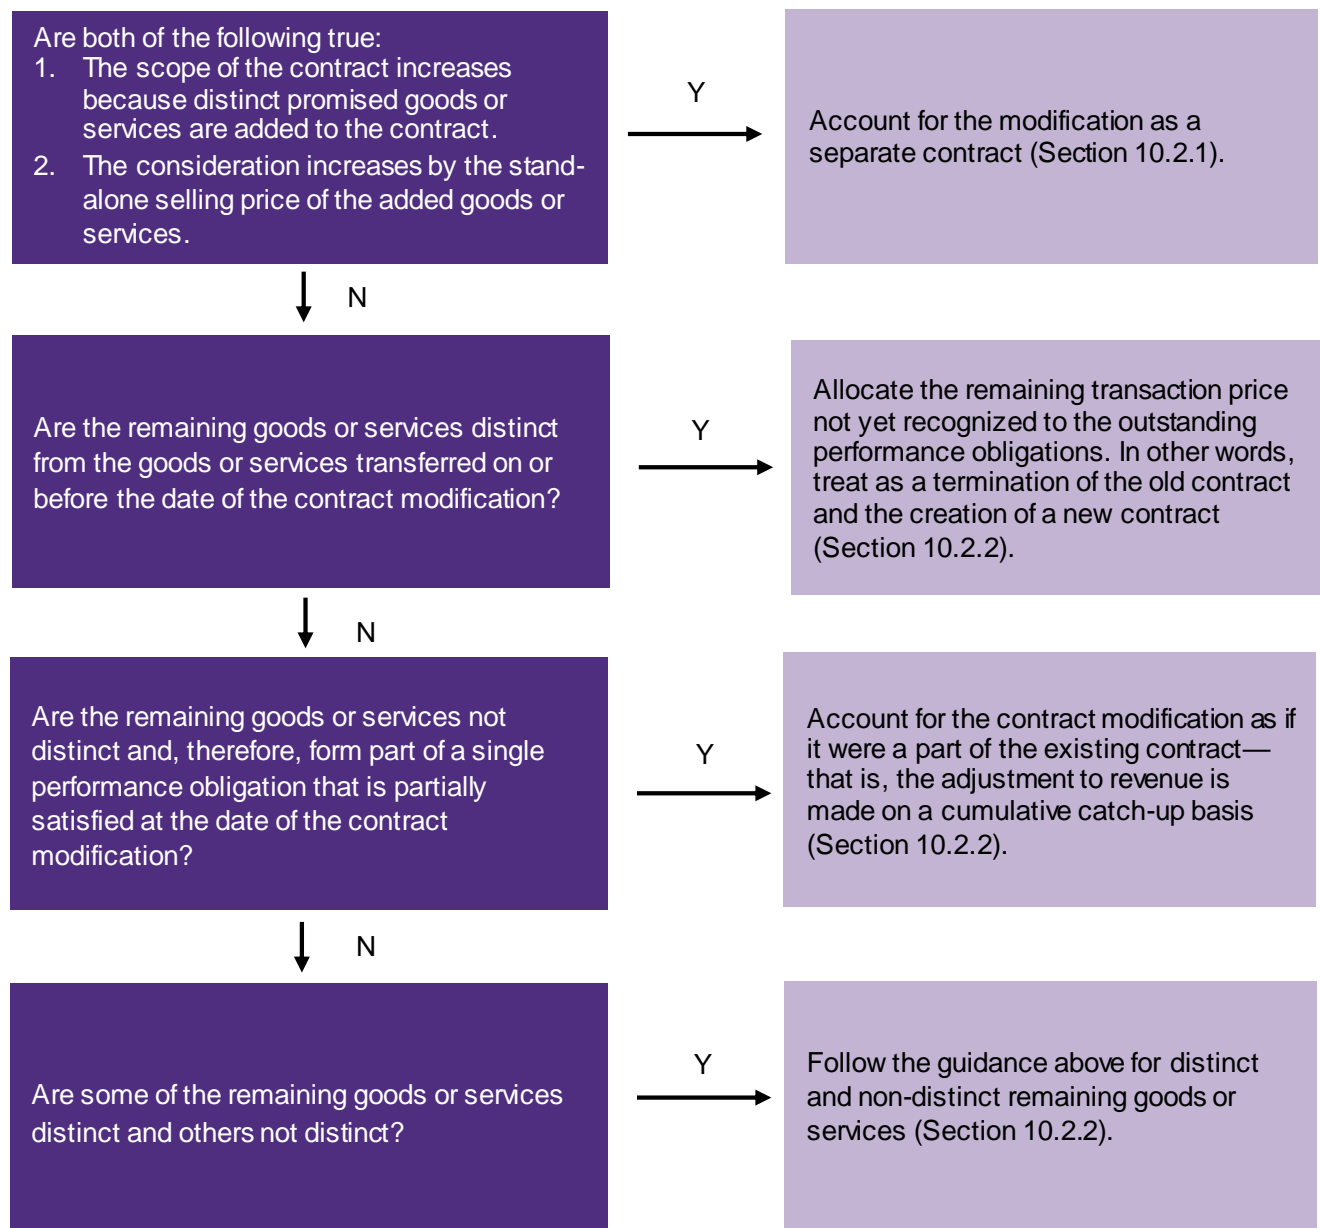 Are both of the following true:
1. The scope of the contract increases
because distinct promised goods or
services are added to the contract.
2. The consideration increases by the stand-
alone selling price of the added goods or
services.
Y
Account for the modification as a
separate contract (Section 10.2.1).
N
Are the remaining goods or services distinct
from the goods or services transferred on or
before the date of the contract modification?
Y
Allocate the remaining transaction price
not yet recognized to the outstanding
performance obligations. In other words,
treat as a termination of the old contract
and the creation of a new contract
(Section 10.2.2).
N
Are the remaining goods or services not
distinct and, therefore, form part of a single
performance obligation that is partially
satisfied at the date of the contract
modification?
Y
Account for the contract modification as if
it were a part of the existing contract—
that is, the adjustment to revenue is
made on a cumulative catch-up basis
(Section 10.2.2).
N
Are some of the remaining goods or services
distinct and others not distinct?
Y
Follow the guidance above for distinct
and non-distinct remaining goods or
services (Section 10.2.2).